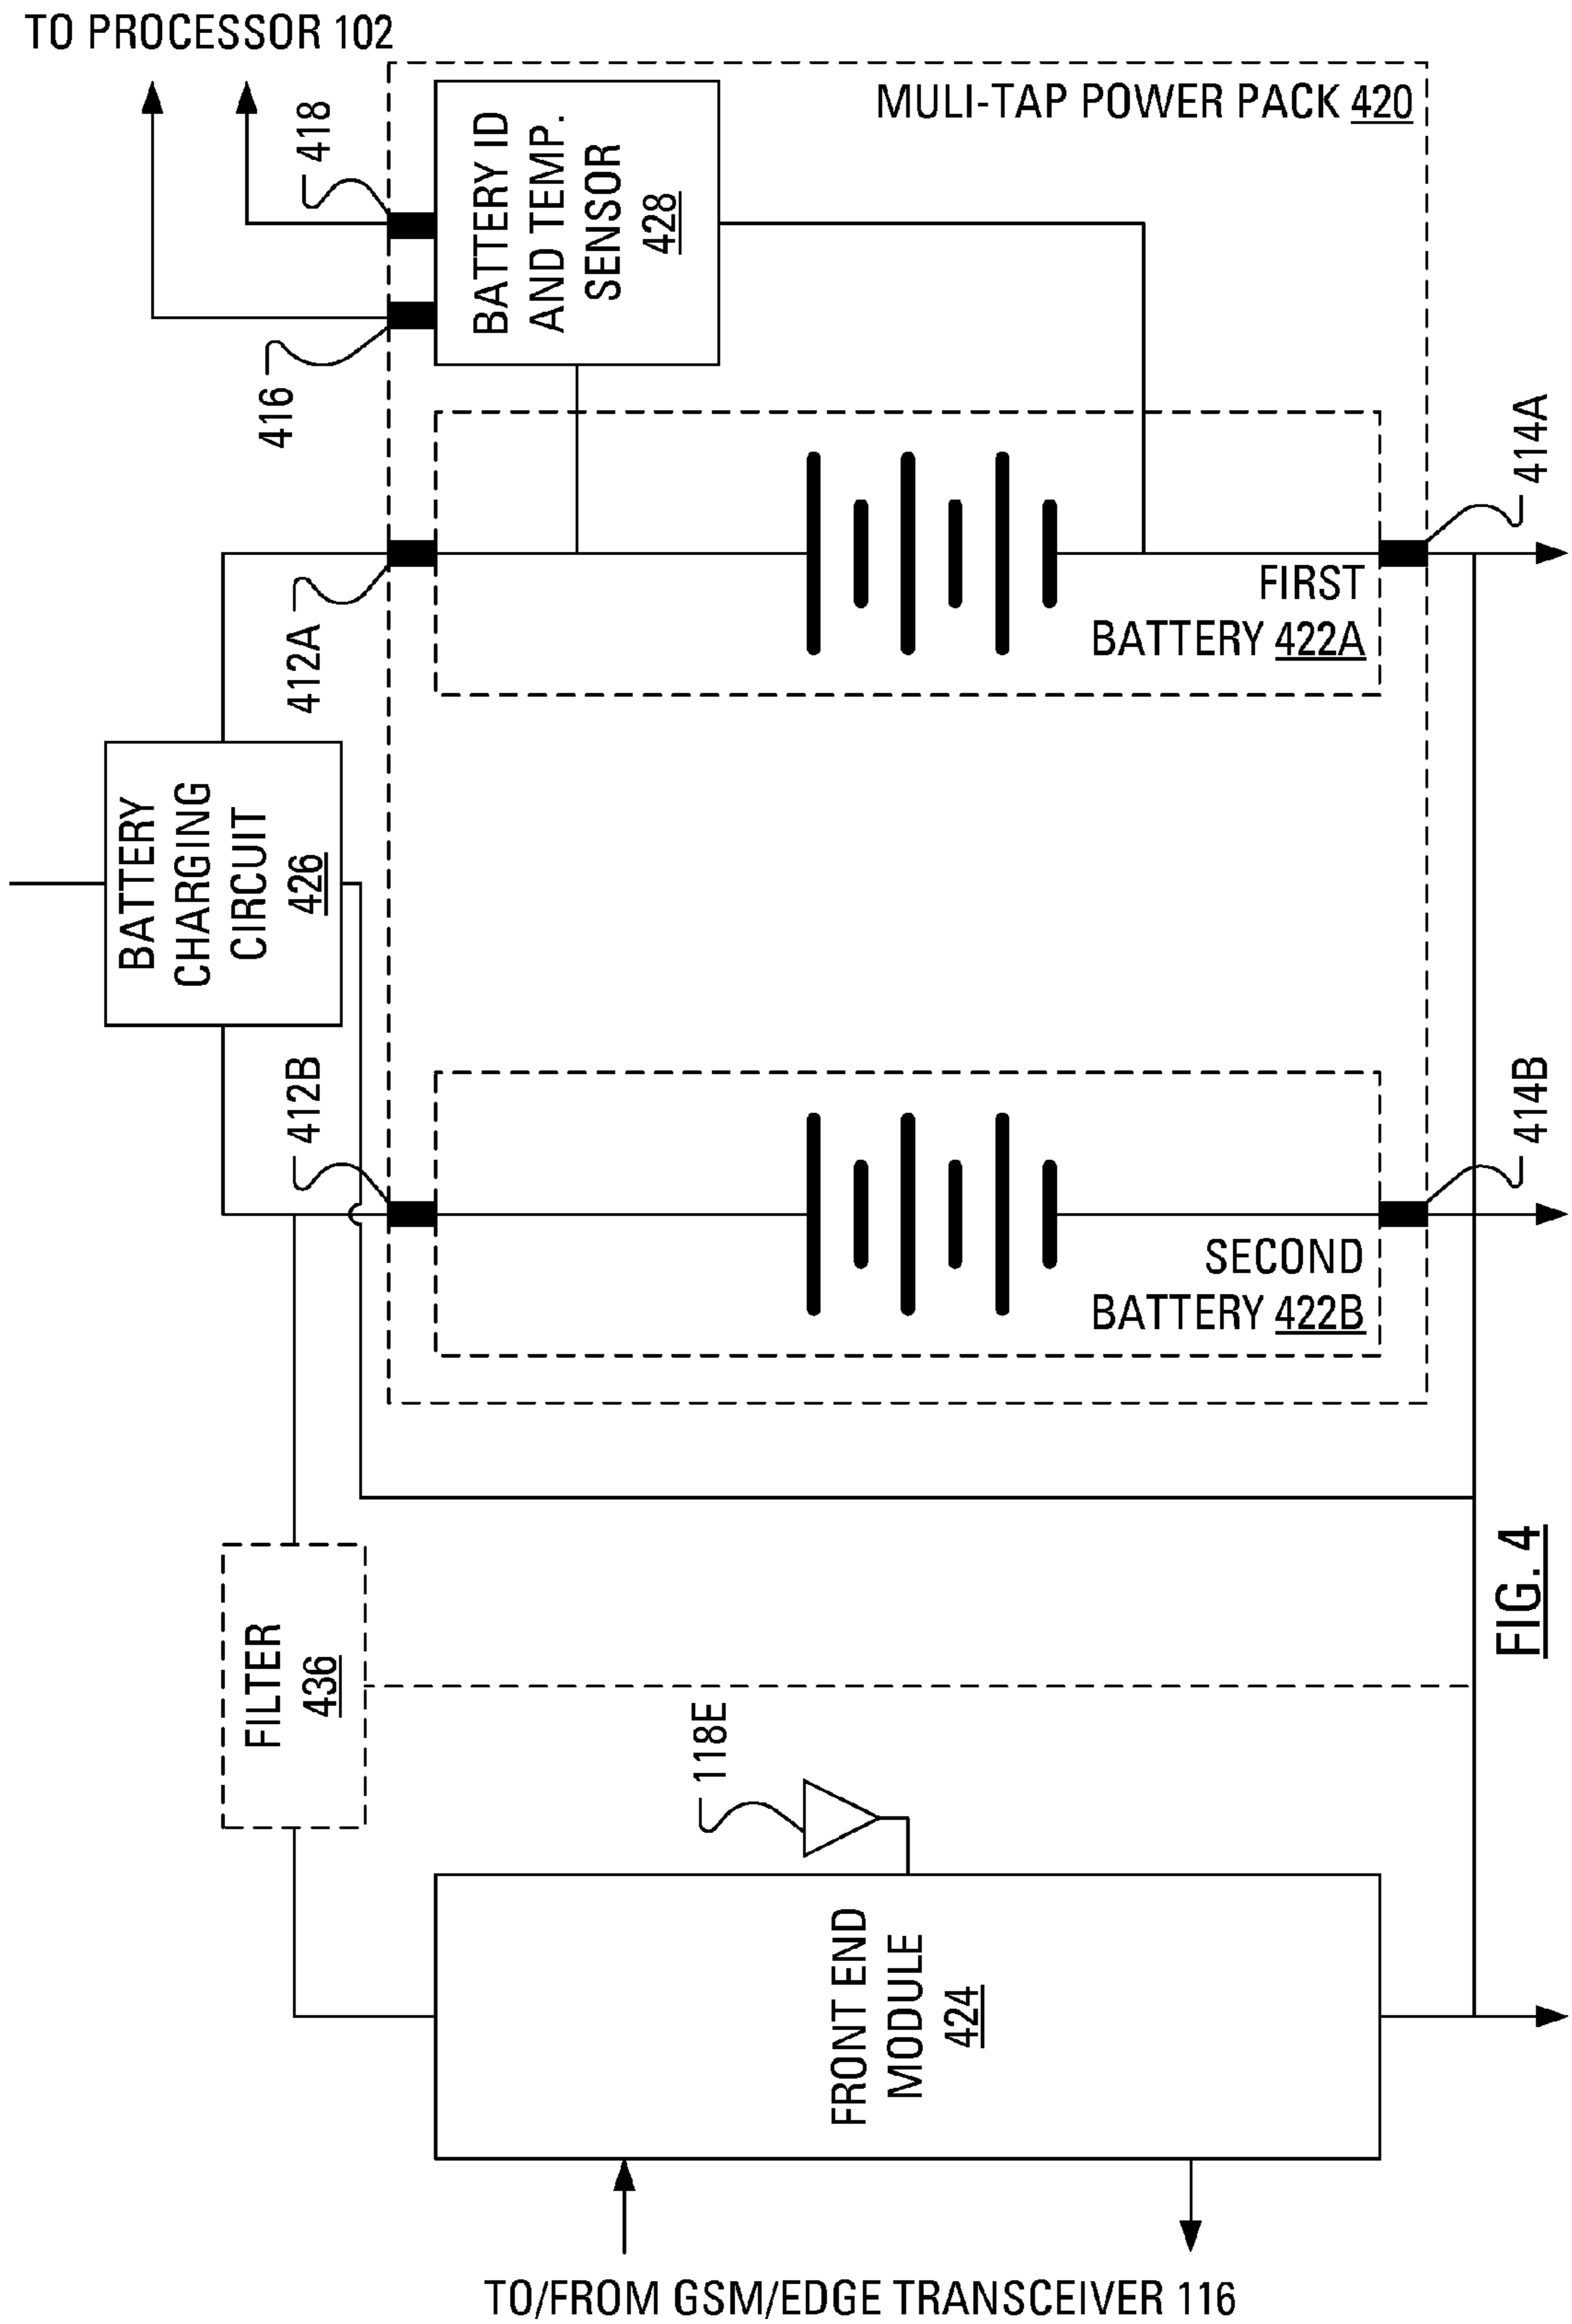 TO PROCESSOR 102
418
MULI-TAP POWER PACK 420
BATTERY ID
AND TEMP.
SENSOR
428
416
412A
414A
FIRST
BATTERY 422A
BATTERY
CHARGING
CIRCUIT
426
412B
414B
SECOND
BATTERY 422B
FILTER
436
118E
FRONT END
MODULE
424
TO/FROM GSM/EDGE TRANSCEIVER 116
FIG. 4